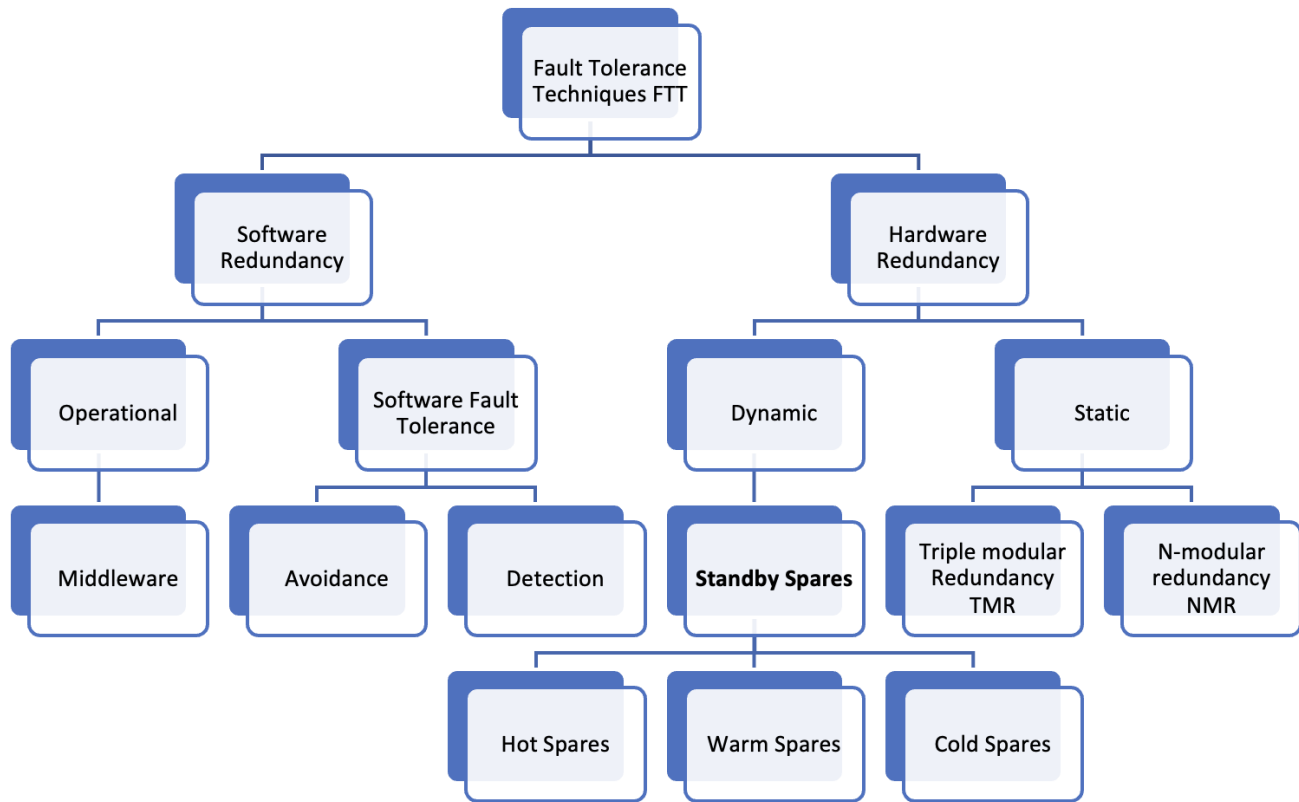 Fault Tolerance
Techniques FTT
Software
Redundancy
Hardware
Redundancy
Operational
Software Fault
Tolerance
Dynamic
Static
Middleware
Avoidance
Detection
Standby Spares
Triple modular
Redundancy
TMR
N-modular
redundancy
NMR
Hot Spares
Warm Spares
Cold Spares